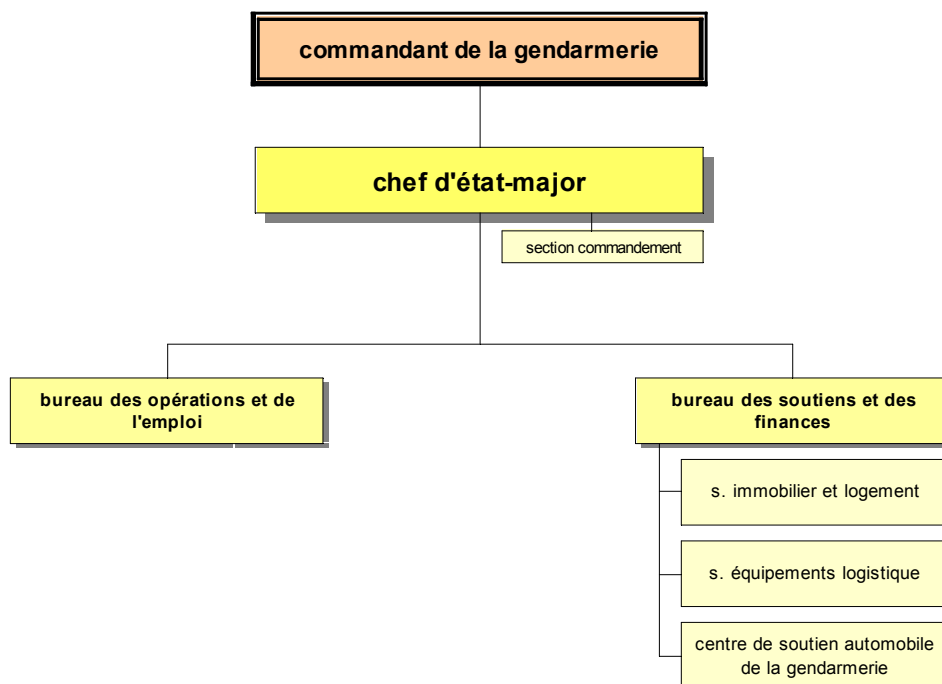 commandant de la gendarmerie
chef d'état-major
section commandement
bureau des opérations et de
l'emploi
bureau des soutiens et des
finances
s. immobilier et logement
s. équipements logistique
centre de soutien automobile
de la gendarmerie